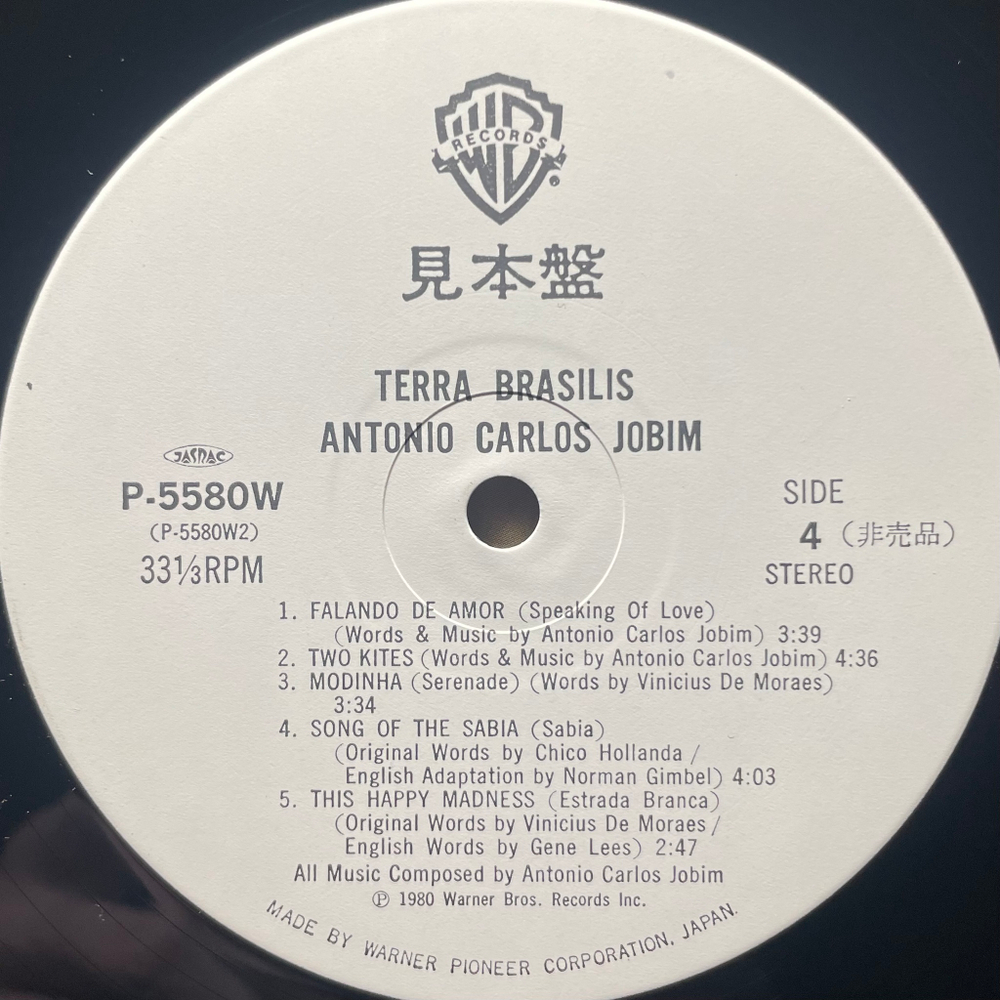 WB RECORDS
®
見本盤
TERRA BRASILIS
ANTONIO CARLOS JOBIM
JASRAC
P-5580W
(P-5580W2)
33⅓RPM
SIDE
4 (非売品)
STEREO
1. FALANDO DE AMOR (Speaking Of Love)
(Words & Music by Antonio Carlos Jobim) 3:39
2. TWO KITES (Words & Music by Antonio Carlos Jobim) 4:36
3. MODINHA (Serenade) (Words by Vinicius De Moraes)
3:34
4. SONG OF THE SABIA (Sabia)
(Original Words by Chico Hollanda /
English Adaptation by Norman Gimbel) 4:03
5. THIS HAPPY MADNESS (Estrada Branca)
(Original Words by Vinicius De Moraes /
English Words by Gene Lees) 2:47
All Music Composed by Antonio Carlos Jobim
℗ 1980 Warner Bros. Records Inc.
MADE BY WARNER PIONEER CORPORATION, JAPAN.